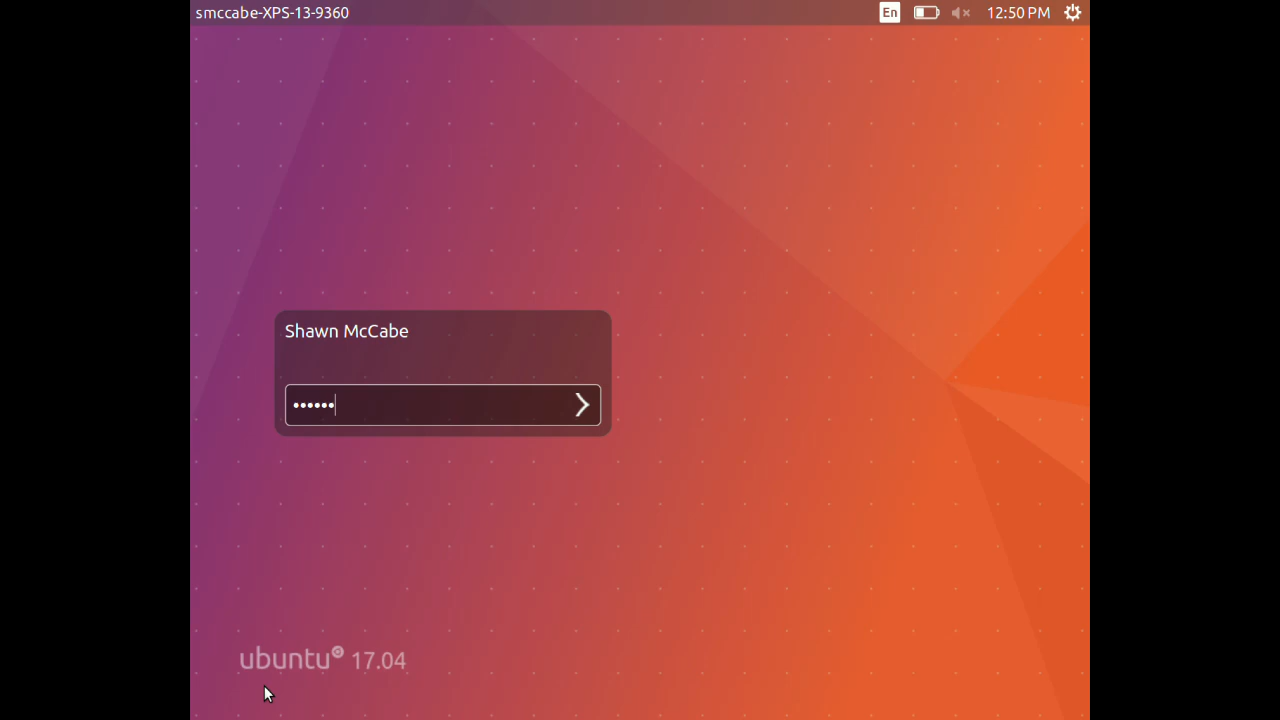 smccabe-XPS-13-9360
En
12:50 PM
Shawn McCabe
••••••
ubuntu 17.04